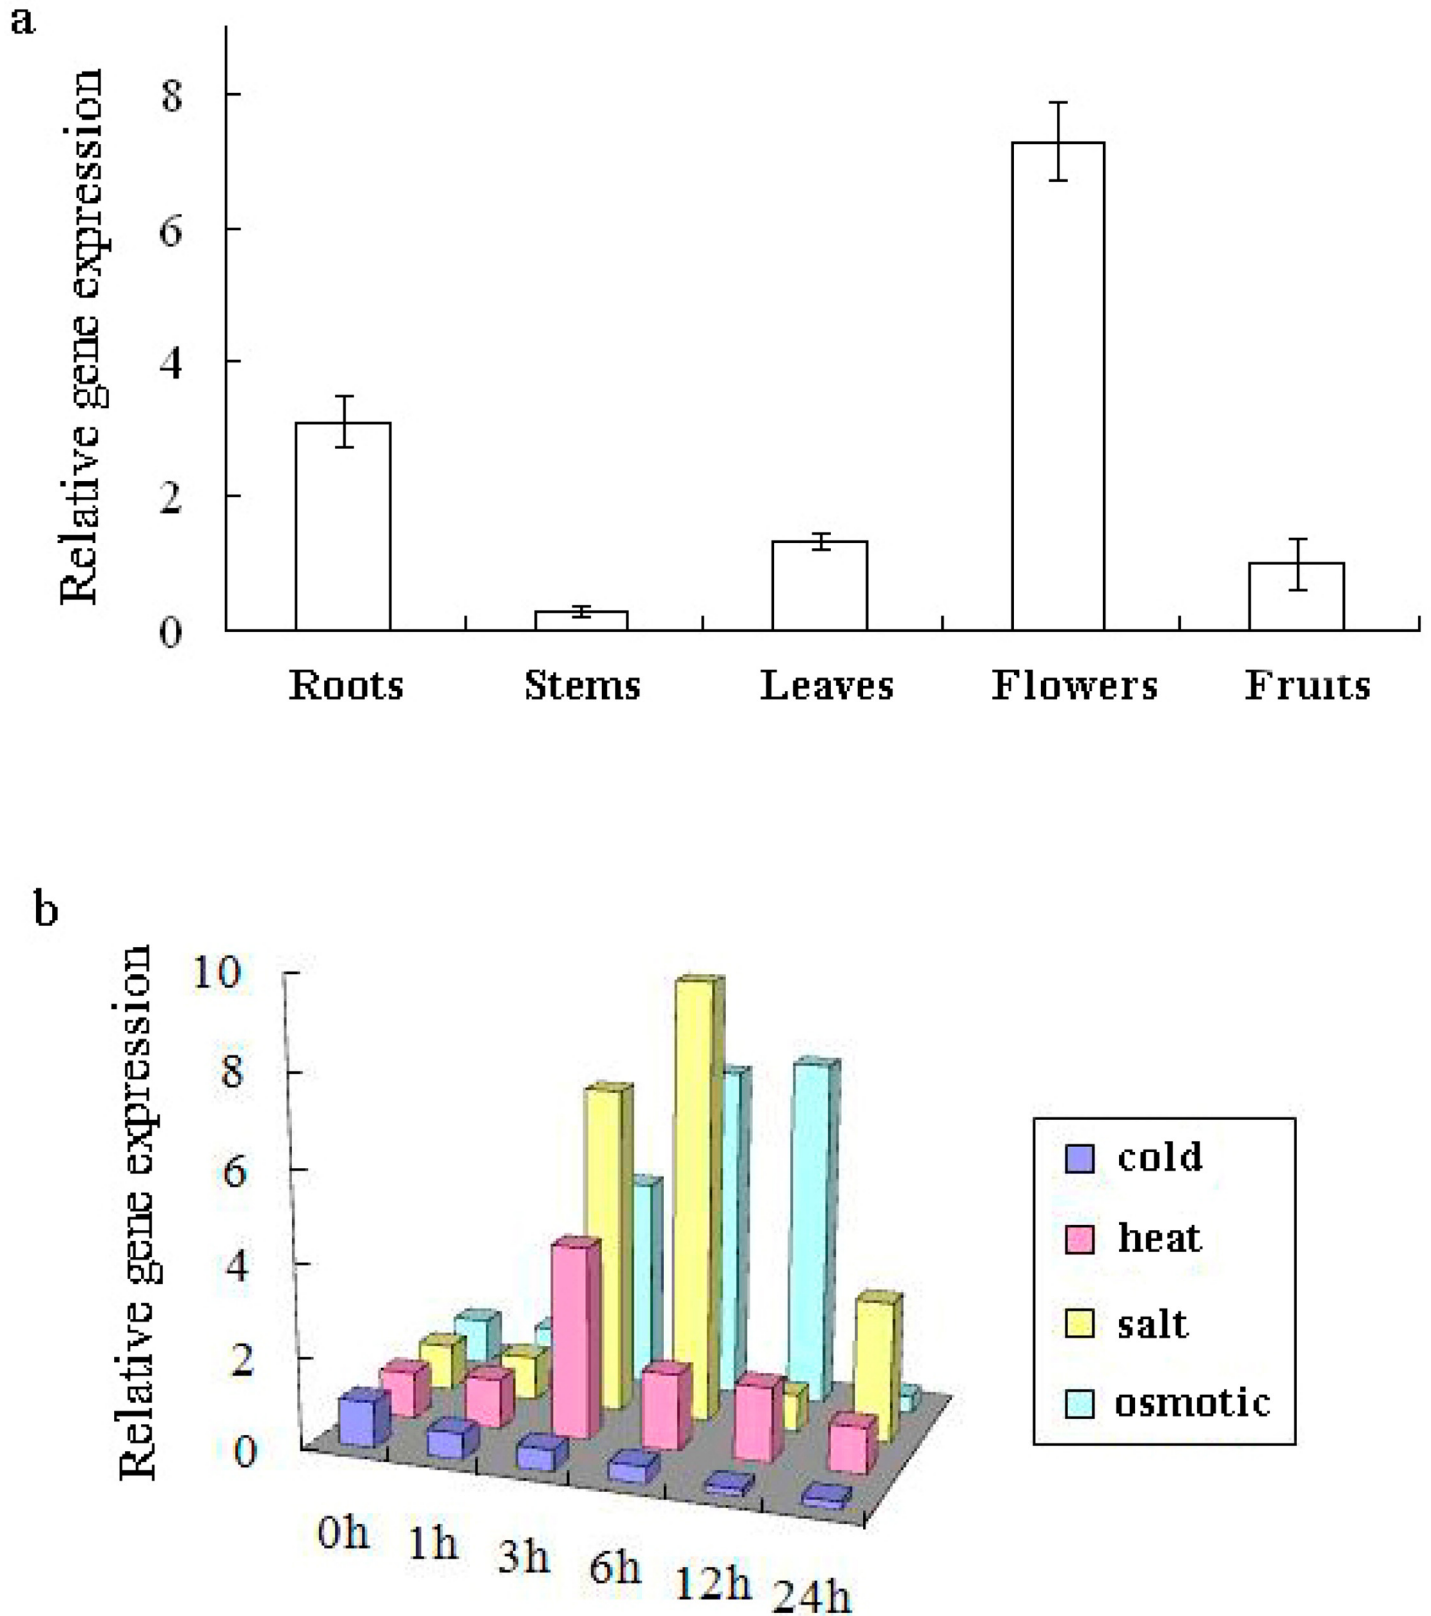 a
Relative gene expression
8
6
4
2
0
Roots Stems Leaves Flowers Fruits
b
Relative gene expression
10
8
6
4
2
0
0h 1h 3h 6h 12h 24h
cold
heat
salt
osmotic